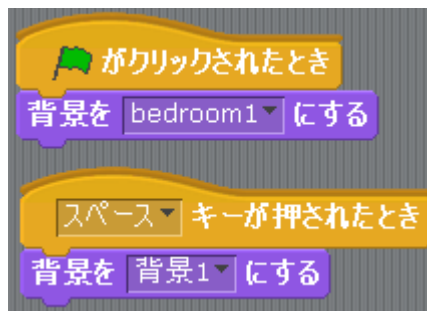 がクリックされたとき
背景を bedroom1 にする
スペース キーが押されたとき
背景を 背景1 にする